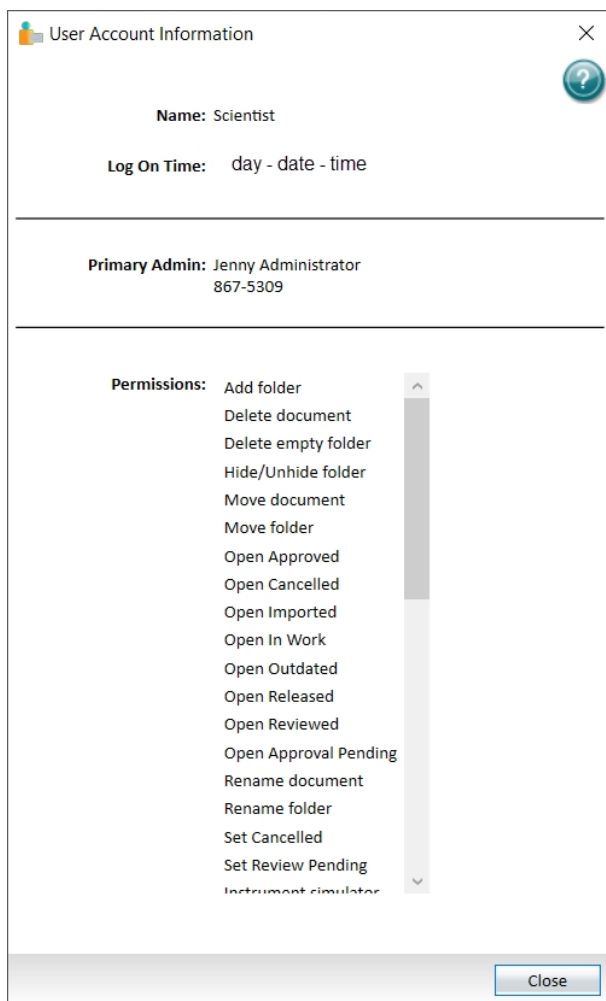 User Account Information
?
Name: Scientist
Log On Time: day - date - time
Primary Admin: Jenny Administrator
867-5309
Permissions: Add folder
Delete document
Delete empty folder
Hide/Unhide folder
Move document
Move folder
Open Approved
Open Cancelled
Open Imported
Open In Work
Open Outdated
Open Released
Open Reviewed
Open Approval Pending
Rename document
Rename folder
Set Cancelled
Set Review Pending
Instrument simulator
Close